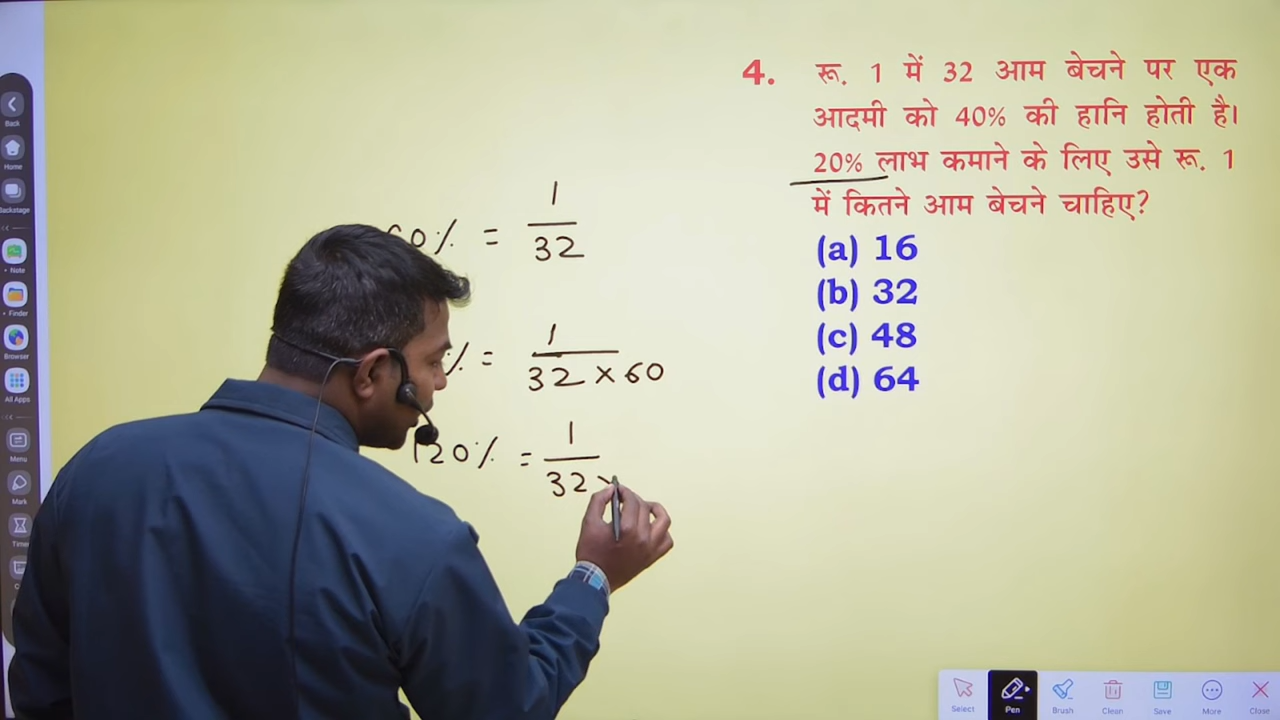 4. रू. 1 में 32 आम बेचने पर एक
आदमी को 40% की हानि होती है।
20% लाभ कमाने के लिए उसे रू. 1
में कितने आम बेचने चाहिए?
(a) 16
(b) 32
(c) 48
(d) 64
60% = 1/32
% = 1/32 × 60
120% = 1/32 ×
Back
Home
Backstage
Note
Finder
Browser
All Apps
Menu
Mark
Select
Pen
Brush
Clean
Save
More
Close